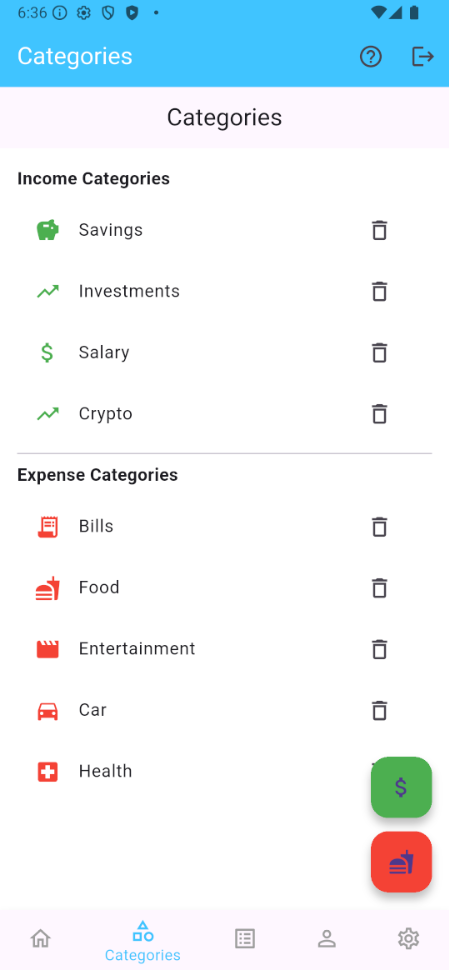 6:36
Categories
Categories
Income Categories
Savings
Investments
Salary
Crypto
Expense Categories
Bills
Food
Entertainment
Car
Health
Categories